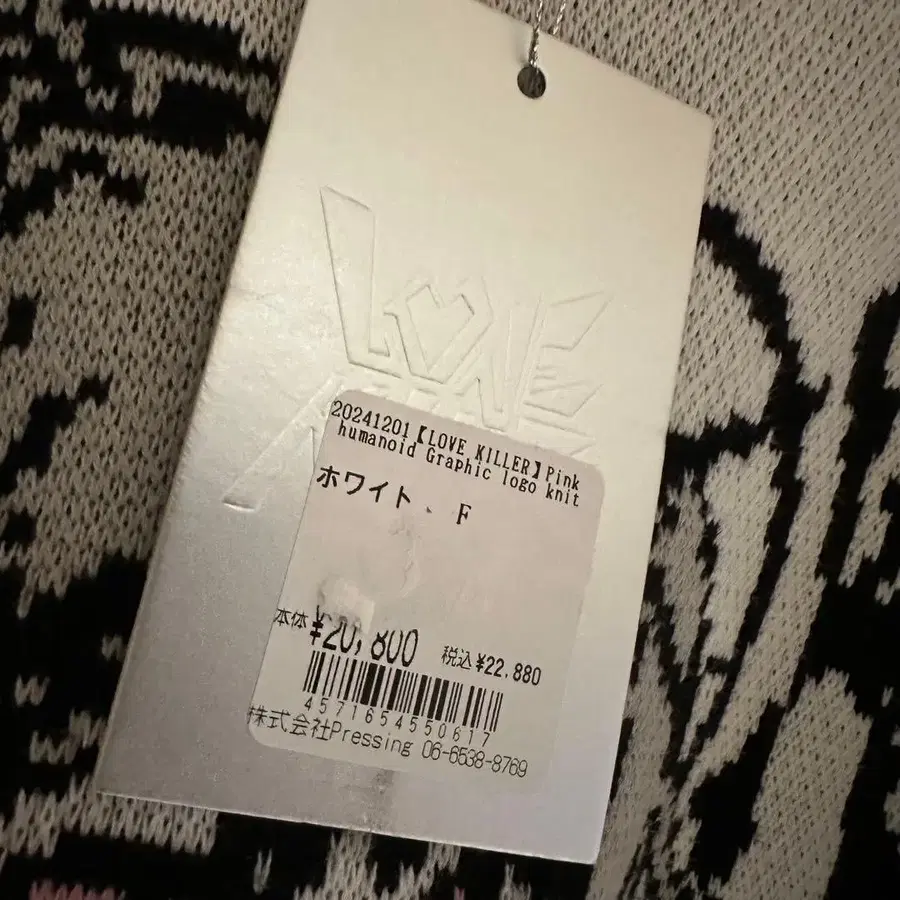 LOVE
20241201【LOVE KILLER】Pink
humanoid Graphic logo knit
ホワイト、F
本体 ¥20,800 税込 ¥22,880
4571654550617
株式会社Pressing 06-6538-8769